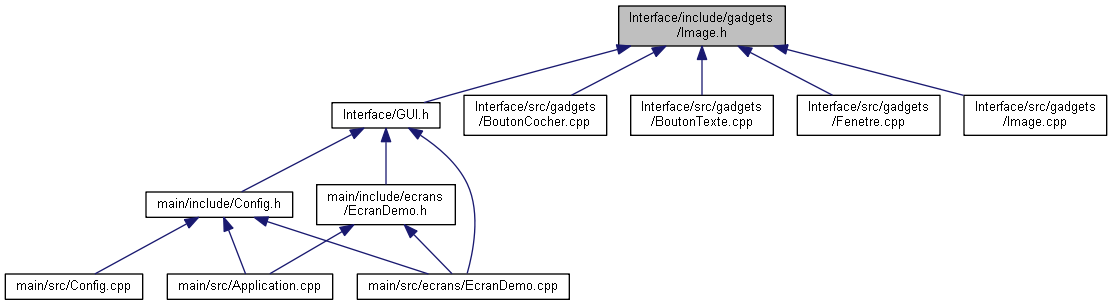 Interface/include/gadgets
/Image.h
Interface/GUI.h
Interface/src/gadgets
/BoutonCocher.cpp
Interface/src/gadgets
/BoutonTexte.cpp
Interface/src/gadgets
/Fenetre.cpp
Interface/src/gadgets
/Image.cpp
main/include/Config.h
main/include/ecrans
/EcranDemo.h
main/src/Config.cpp
main/src/Application.cpp
main/src/ecrans/EcranDemo.cpp